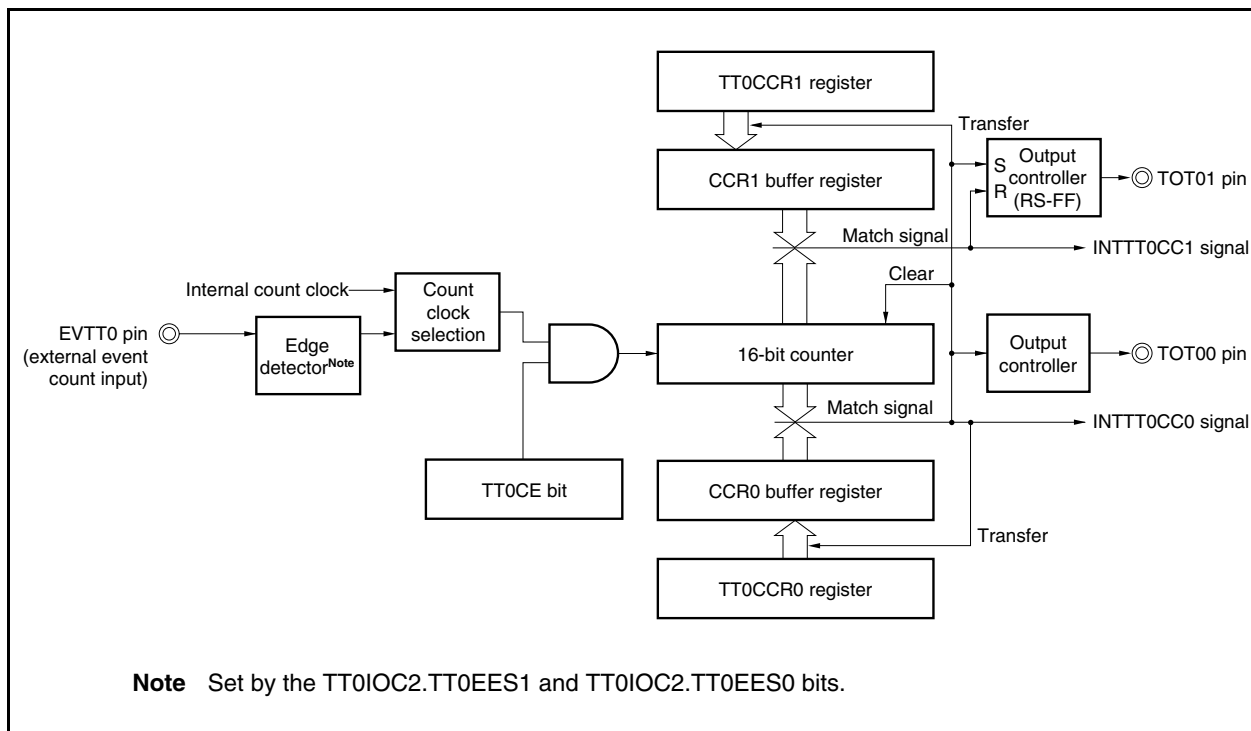 TT0CCR1 register
Transfer
CCR1 buffer register
S
R
Output
controller
(RS-FF)
TOT01 pin
Match signal
INTTT0CC1 signal
Clear
Internal count clock
Count
clock
selection
EVTT0 pin
(external event
count input)
Edge
detectorNote
16-bit counter
Output
controller
TOT00 pin
Match signal
INTTT0CC0 signal
TT0CE bit
CCR0 buffer register
Transfer
TT0CCR0 register
Note Set by the TT0IOC2.TT0EES1 and TT0IOC2.TT0EES0 bits.